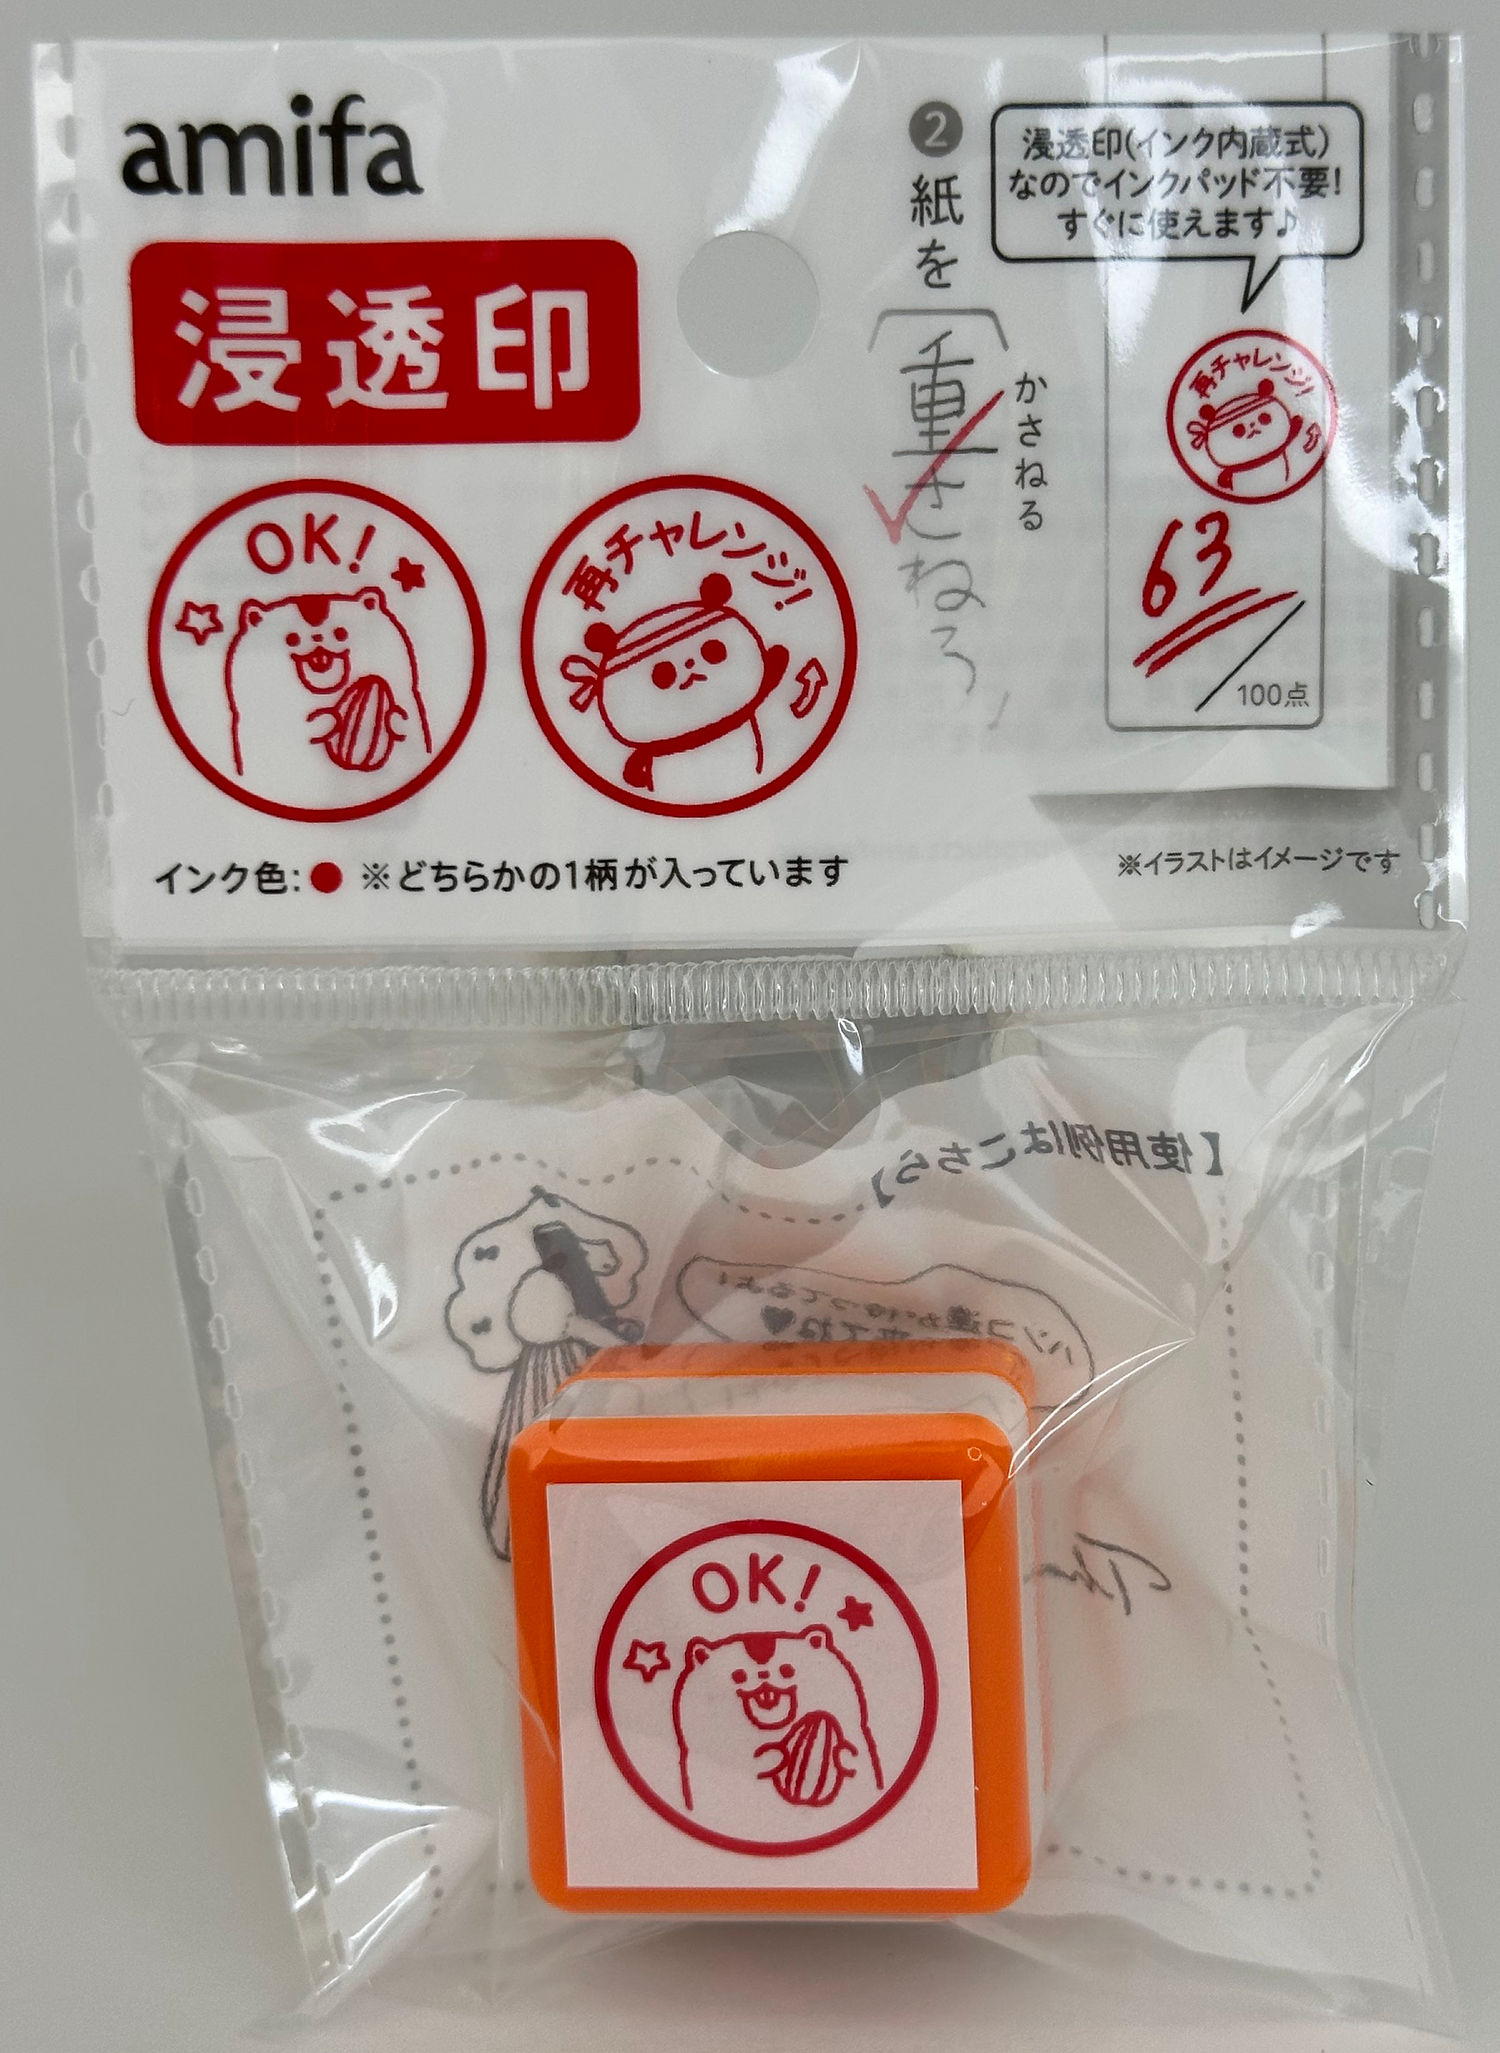 amifa
浸透印
OK!
再チャレンジ!
インク色:● ※どちらかの1柄が入っています
❷紙を
重さねる
かさねる
浸透印(インク内蔵式)
なのでインクパッド不要!
すぐに使えます♪
再チャレンジ!
63
100点
※イラストはイメージです
【使用例はこちら】
OK!